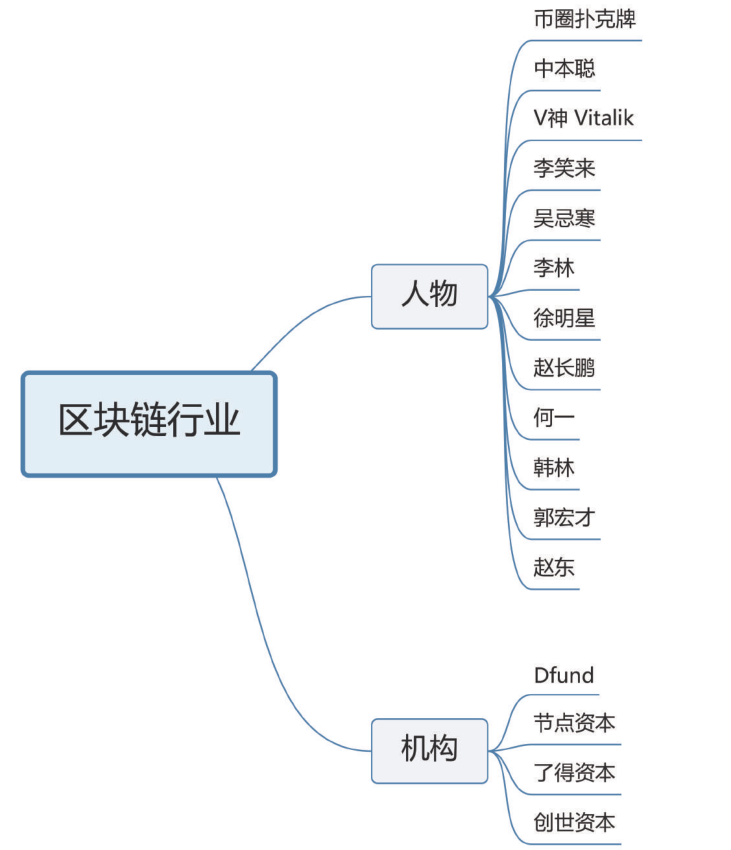 区块链行业
人物
币圈扑克牌
中本聪
V神 Vitalik
李笑来
吴忌寒
李林
徐明星
赵长鹏
何一
韩林
郭宏才
赵东
机构
Dfund
节点资本
了得资本
创世资本